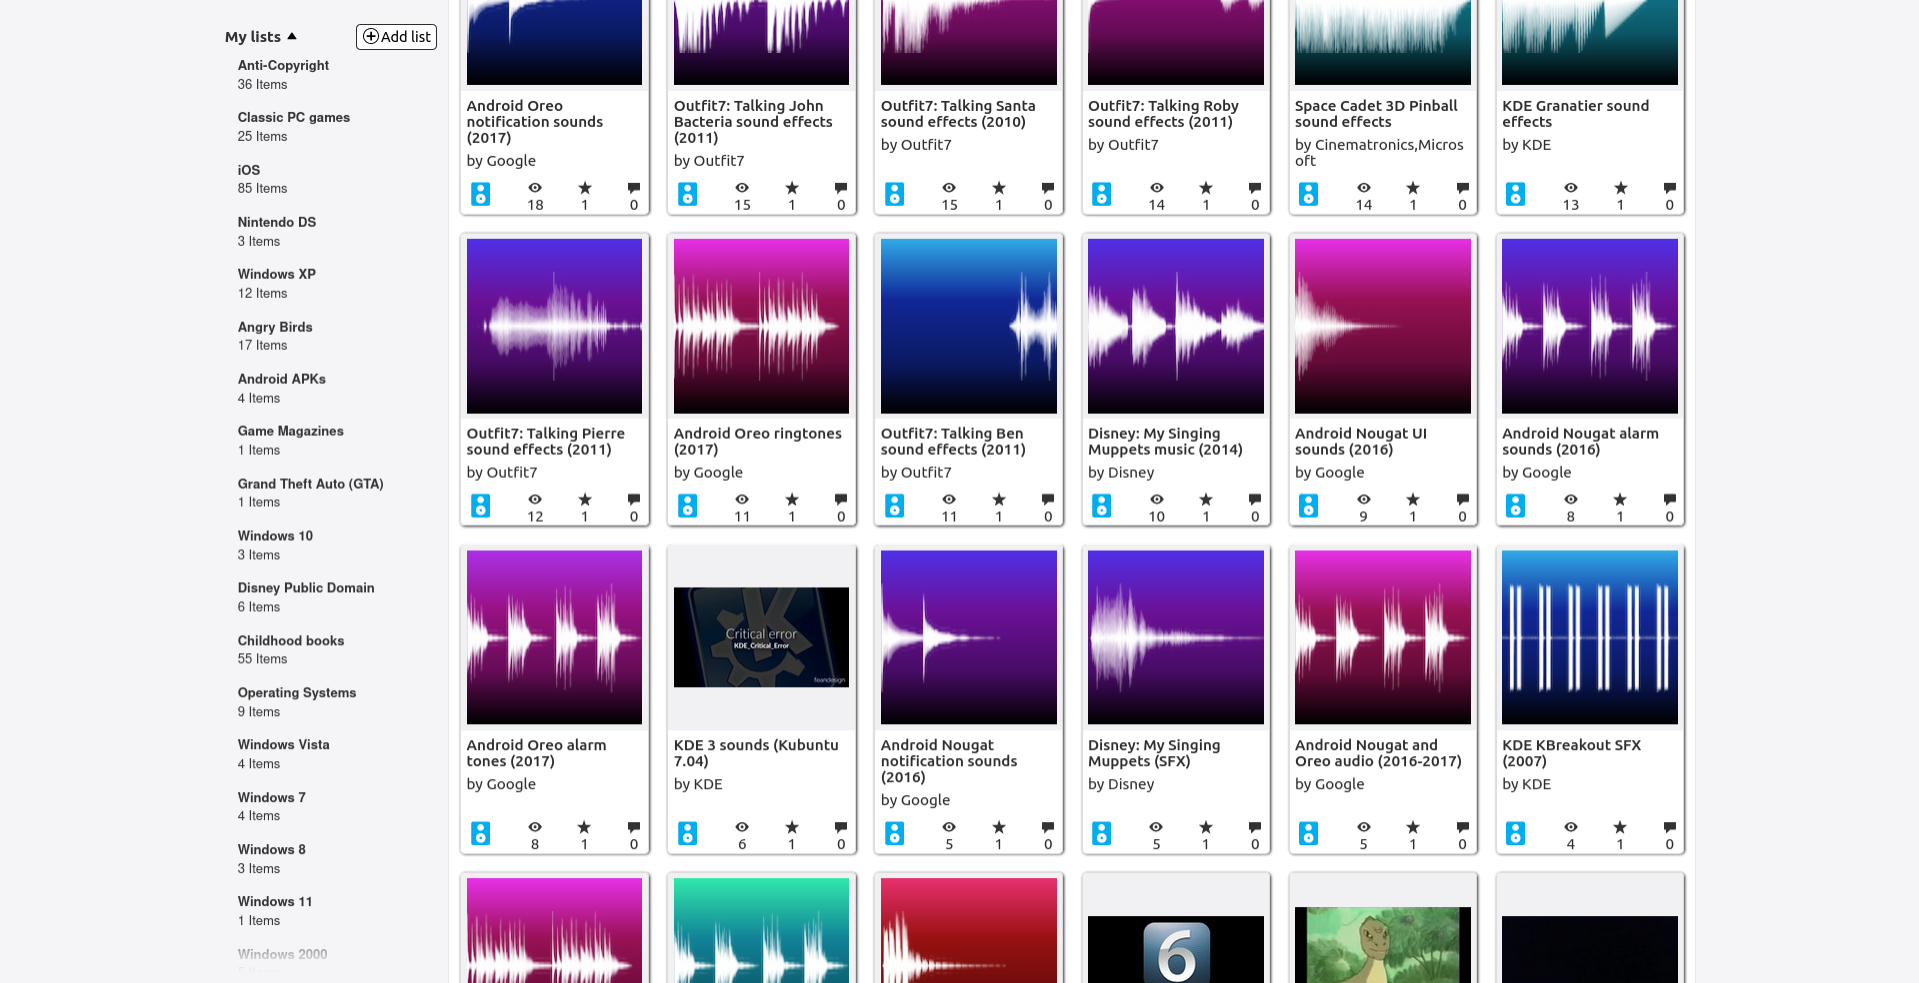 My lists
Add list
Anti-Copyright
36 Items
Classic PC games
25 Items
iOS
85 Items
Nintendo DS
3 Items
Windows XP
12 Items
Angry Birds
17 Items
Android APKs
4 Items
Game Magazines
1 Items
Grand Theft Auto (GTA)
1 Items
Windows 10
3 Items
Disney Public Domain
6 Items
Childhood books
55 Items
Operating Systems
9 Items
Windows Vista
4 Items
Windows 7
4 Items
Windows 8
3 Items
Windows 11
1 Items
Windows 2000
Android Oreo
notification sounds
(2017)
by Google
18 1 0
Outfit7: Talking John
Bacteria sound effects
(2011)
by Outfit7
15 1 0
Outfit7: Talking Santa
sound effects (2010)
by Outfit7
15 1 0
Outfit7: Talking Roby
sound effects (2011)
by Outfit7
14 1 0
Space Cadet 3D Pinball
sound effects
by Cinematronics,Micros
oft
14 1 0
KDE Granatier sound
effects
by KDE
13 1 0
Outfit7: Talking Pierre
sound effects (2011)
by Outfit7
12 1 0
Android Oreo ringtones
(2017)
by Google
11 1 0
Outfit7: Talking Ben
sound effects (2011)
by Outfit7
11 1 0
Disney: My Singing
Muppets music (2014)
by Disney
10 1 0
Android Nougat UI
sounds (2016)
by Google
9 1 0
Android Nougat alarm
sounds (2016)
by Google
8 1 0
Android Oreo alarm
tones (2017)
by Google
8 1 0
Critical error
KDE_Critical_Error
feandesign
KDE 3 sounds (Kubuntu
7.04)
by KDE
6 1 0
Android Nougat
notification sounds
(2016)
by Google
5 1 0
Disney: My Singing
Muppets (SFX)
by Disney
5 1 0
Android Nougat and
Oreo audio (2016-2017)
by Google
5 1 0
KDE KBreakout SFX
(2007)
by KDE
4 1 0
6